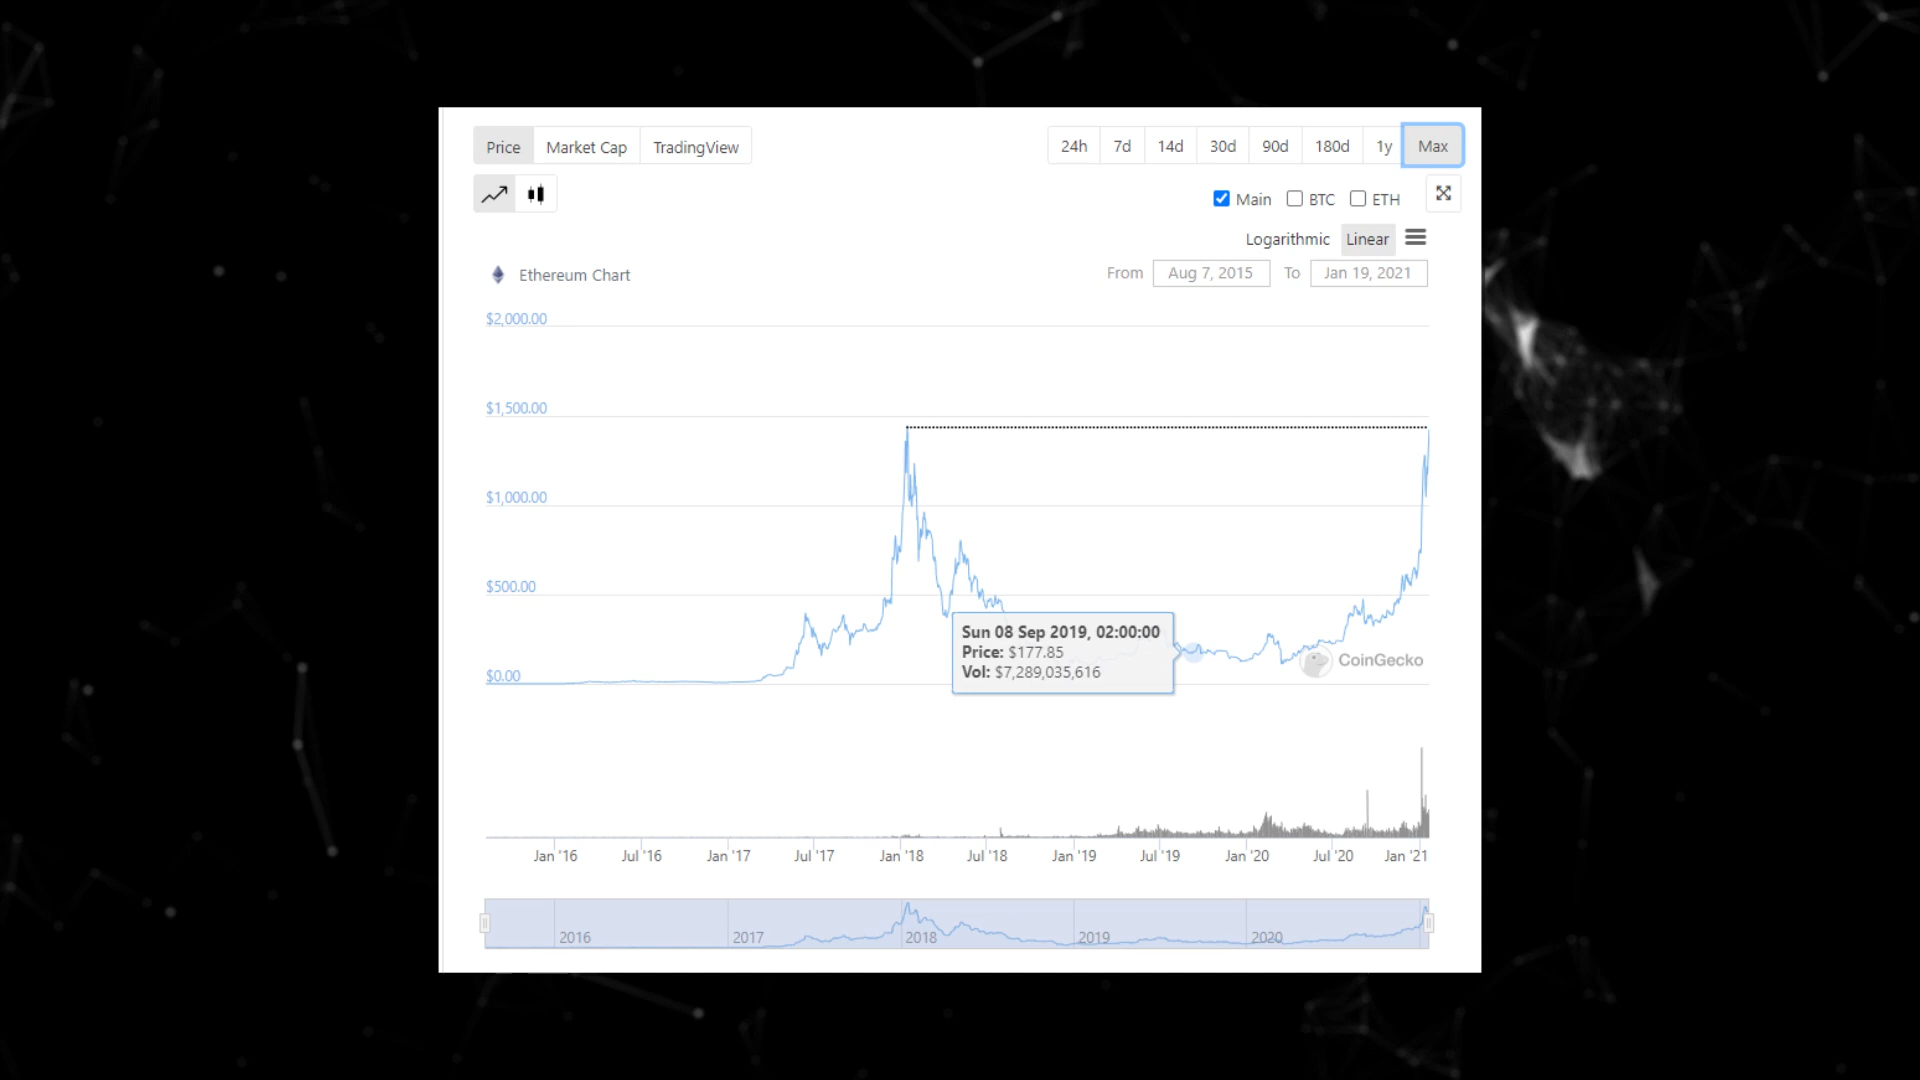 Price Market Cap TradingView 24h 7d 14d 30d 90d 180d 1y Max
Main BTC ETH
Logarithmic Linear
Ethereum Chart From Aug 7, 2015 To Jan 19, 2021
$2,000.00
$1,500.00
$1,000.00
$500.00
$0.00
Sun 08 Sep 2019, 02:00:00
Price: $177.85
Vol: $7,289,035,616
CoinGecko
Jan '16 Jul '16 Jan '17 Jul '17 Jan '18 Jul '18 Jan '19 Jul '19 Jan '20 Jul '20 Jan '21
2016 2017 2018 2019 2020